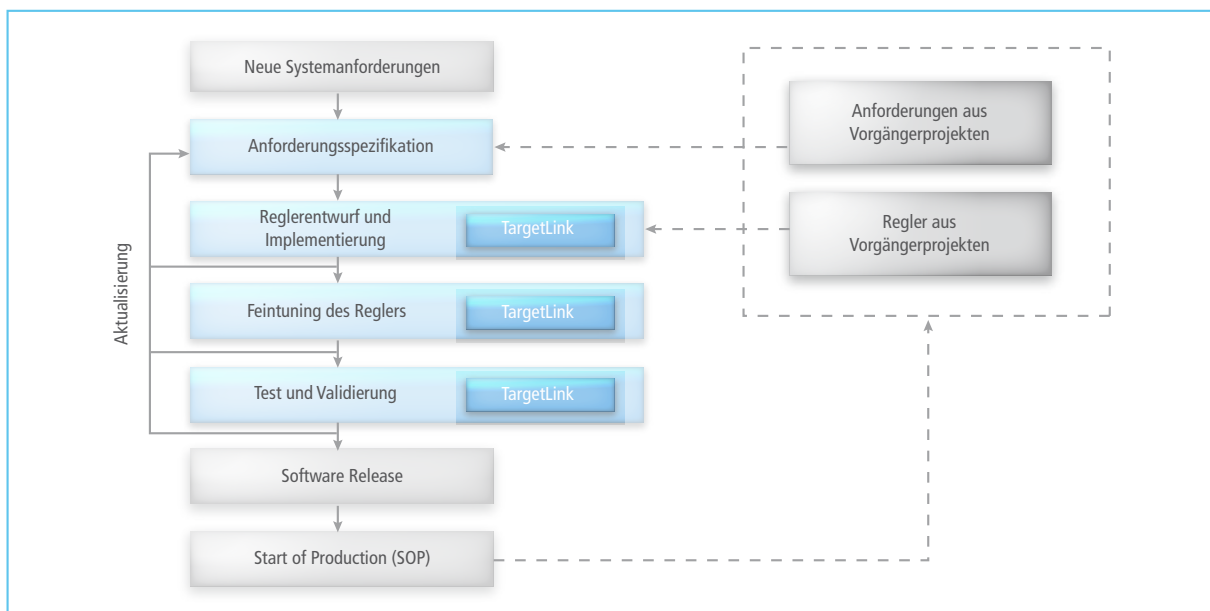 Neue Systemanforderungen
Anforderungsspezifikation
Reglerentwurf und
Implementierung
TargetLink
Feintuning des Reglers
TargetLink
Test und Validierung
TargetLink
Software Release
Start of Production (SOP)
Aktualisierung
Anforderungen aus
Vorgängerprojekten
Regler aus
Vorgängerprojekten